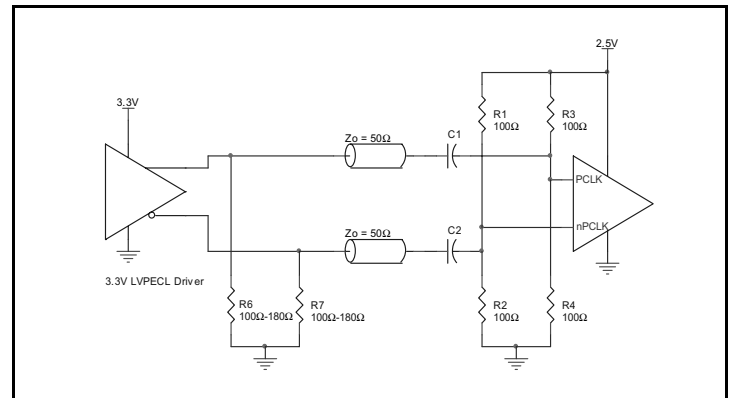 2.5V
3.3V
R1
100Ω
R3
100Ω
Zo = 50Ω
C1
PCLK
nPCLK
Zo = 50Ω
C2
3.3V LVPECL Driver
R6
100Ω-180Ω
R7
100Ω-180Ω
R2
100Ω
R4
100Ω